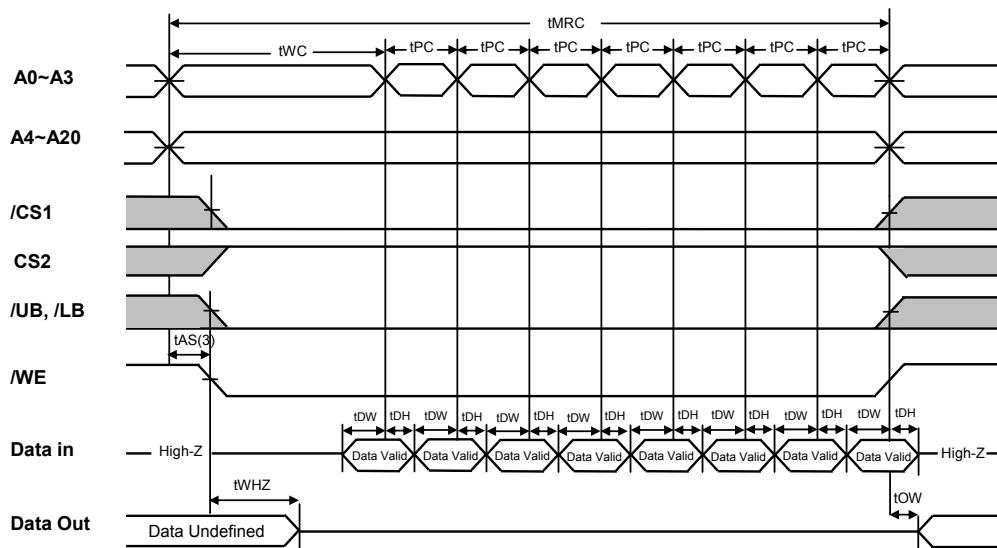 tMRC
tWC tPC tPC tPC tPC tPC tPC tPC
A0~A3
A4~A20
/CS1
CS2
/UB, /LB
tAS(3)
/WE
tDW tDH tDW tDH tDW tDH tDW tDH tDW tDH tDW tDH tDW tDH tDW tDH
Data in High-Z Data Valid Data Valid Data Valid Data Valid Data Valid Data Valid Data Valid Data Valid High-Z
tWHZ tOW
Data Out Data Undefined